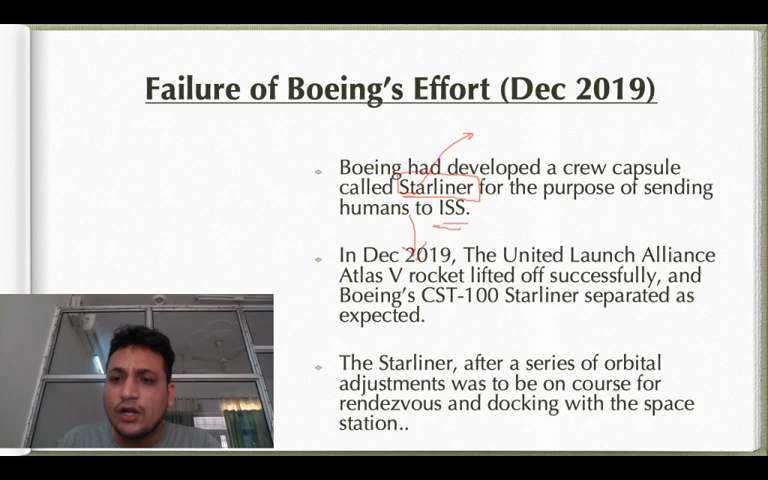 Failure of Boeing's Effort (Dec 2019)
Boeing had developed a crew capsule
called Starliner for the purpose of sending
humans to ISS.
In Dec 2019, The United Launch Alliance
Atlas V rocket lifted off successfully, and
Boeing's CST-100 Starliner separated as
expected.
The Starliner, after a series of orbital
adjustments was to be on course for
rendezvous and docking with the space
station..